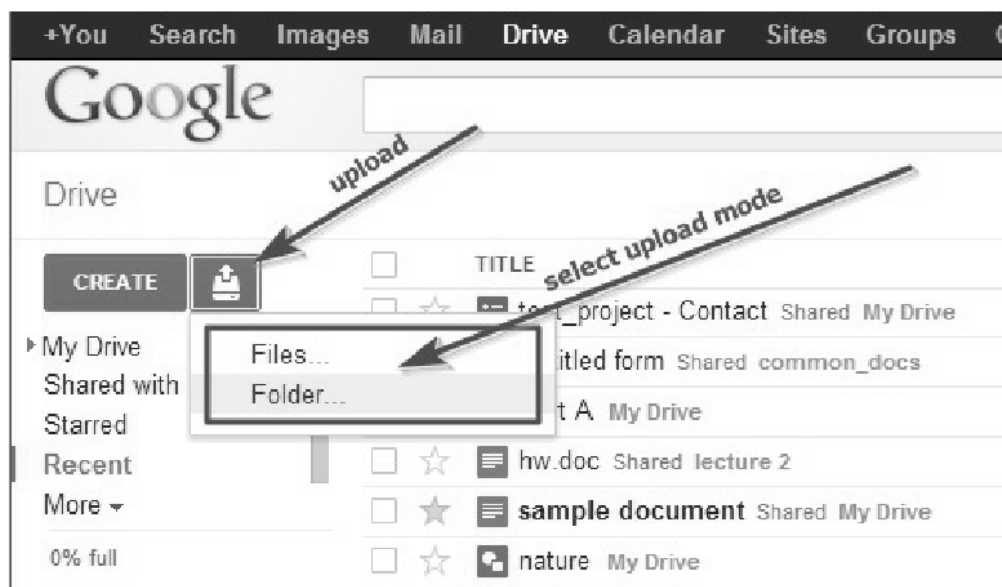 +You Search Images Mail Drive Calendar Sites Groups
Google
upload
Drive
select upload mode
CREATE
TITLE
project - Contact Shared My Drive
My Drive
Files...
form Shared common_docs
Shared with
Folder...
A My Drive
Starred
Recent
hw.doc Shared lecture 2
More
sample document Shared My Drive
0% full
nature My Drive